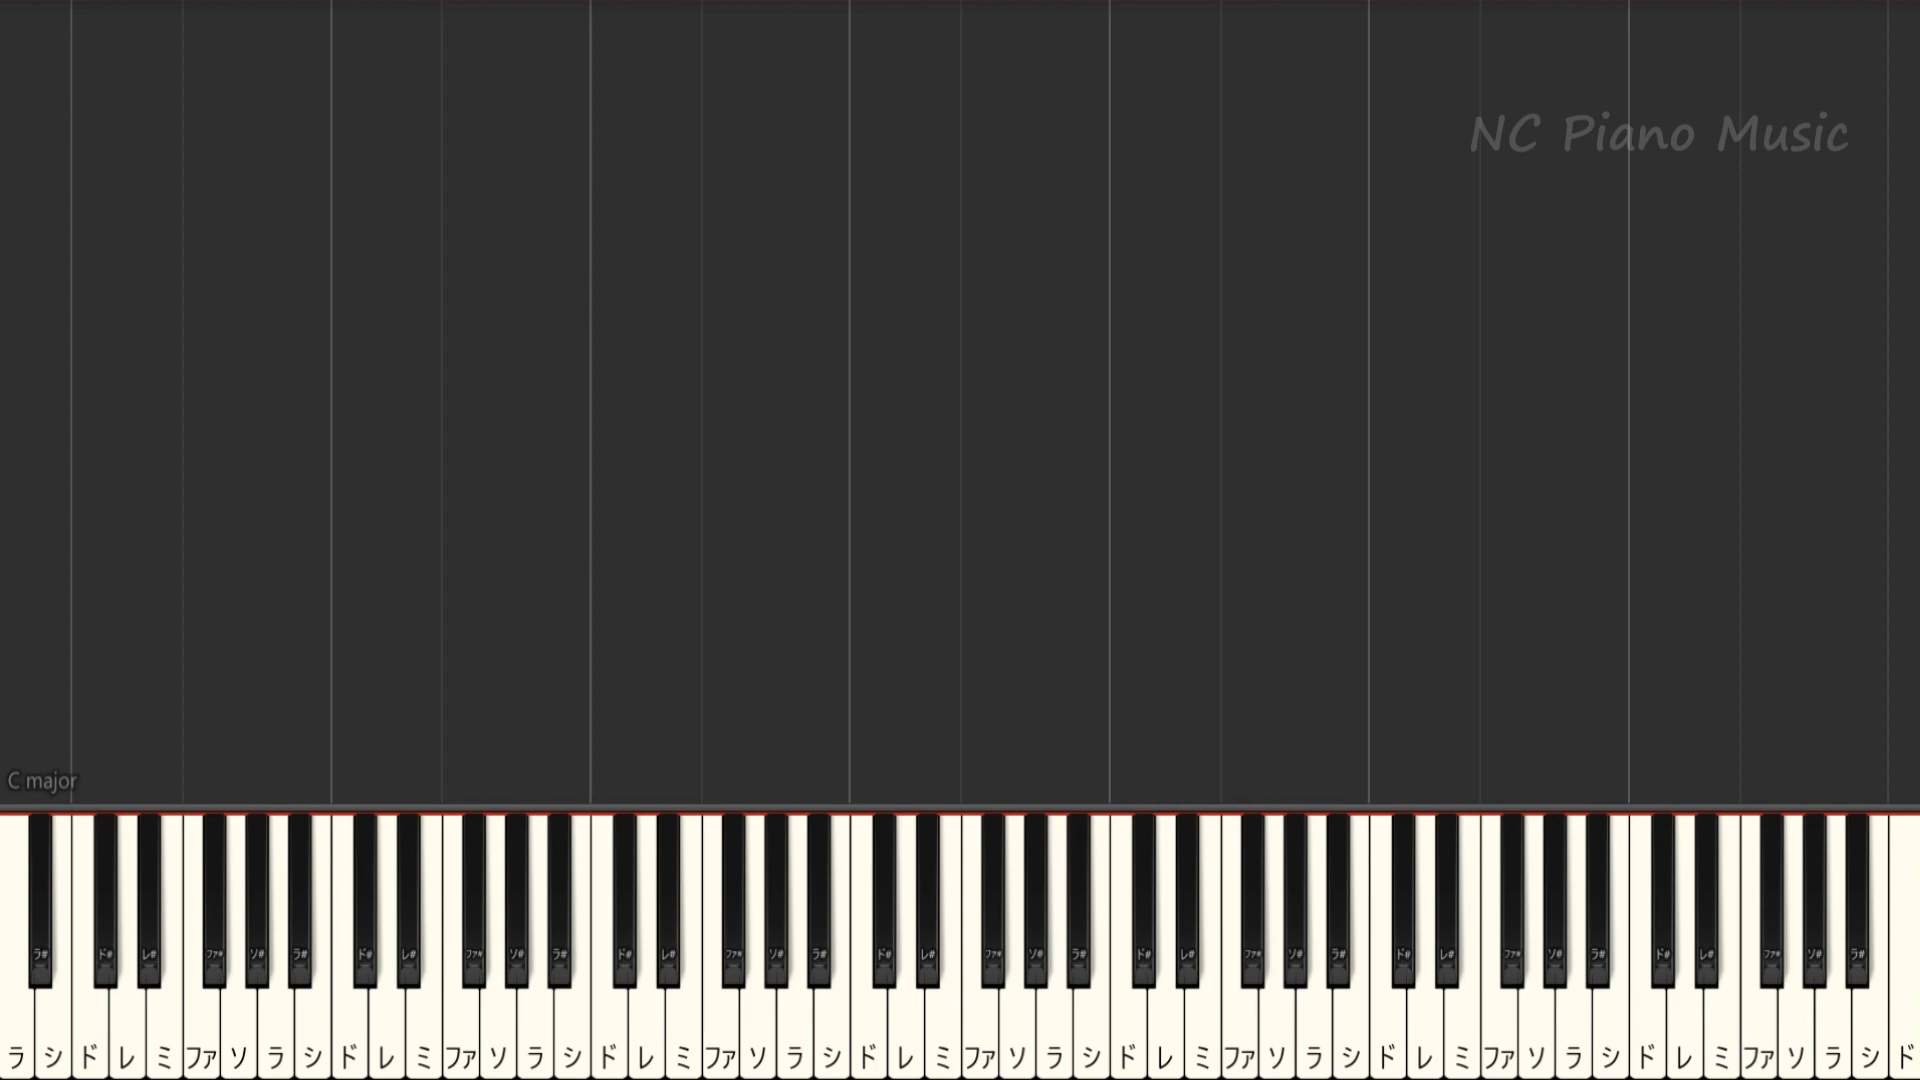 NC Piano Music
C major
ラ# ド# レ# ファ# ソ# ラ# ド# レ# ファ# ソ# ラ# ド# レ# ファ# ソ# ラ# ド# レ# ファ# ソ# ラ# ド# レ# ファ# ソ# ラ# ド# レ# ファ# ソ# ラ# ド# レ# ファ# ソ# ラ#
ラ シ ド レ ミ ファ ソ ラ シ ド レ ミ ファ ソ ラ シ ド レ ミ ファ ソ ラ シ ド レ ミ ファ ソ ラ シ ド レ ミ ファ ソ ラ シ ド レ ミ ファ ソ ラ シ ド レ ミ ファ ソ ラ シ ド